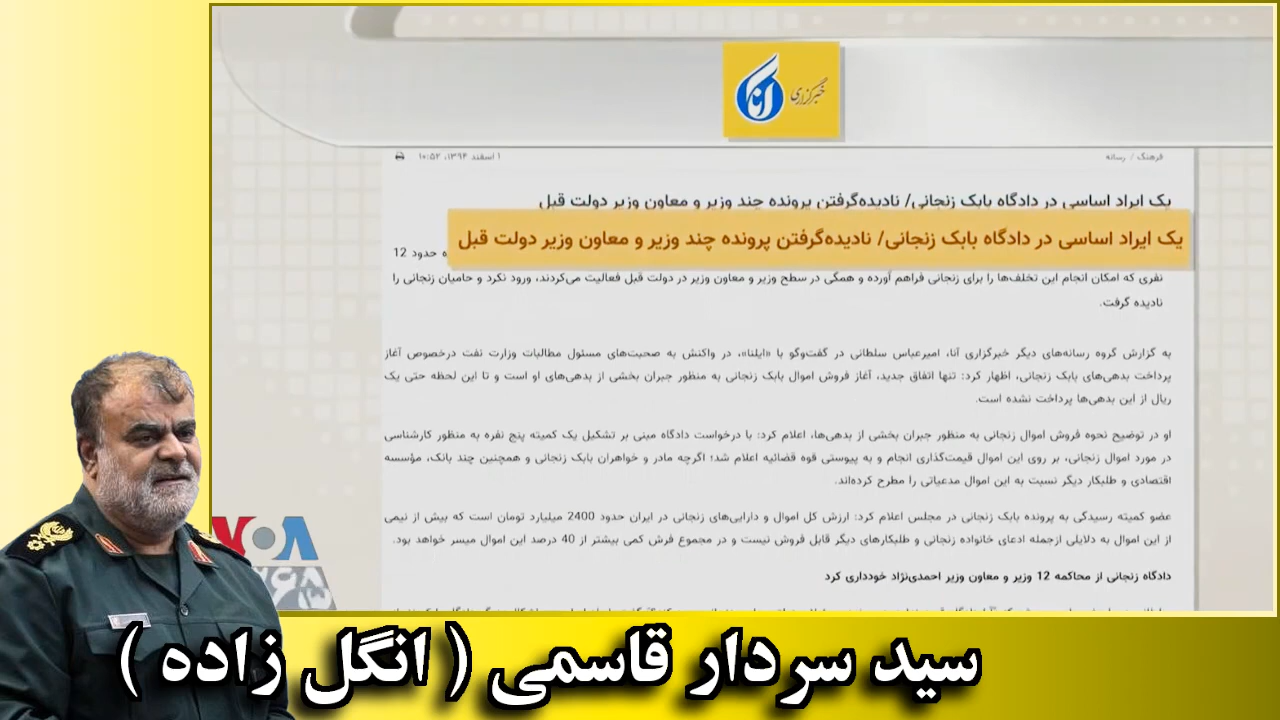 خبرگزاری آنا
فرهنگ / رسانه
۱ اسفند ۱۳۹۴، ۱۰:۵۲
یک ایراد اساسی در دادگاه بابک زنجانی/ نادیده‌گرفتن پرونده چند وزیر و معاون وزیر دولت قبل
یک ایراد اساسی در دادگاه بابک زنجانی/ نادیده‌گرفتن پرونده چند وزیر و معاون وزیر دولت قبل
حدود 12
نفری که امکان انجام این تخلف‌ها را برای زنجانی فراهم آورده و همگی در سطح وزیر و معاون وزیر در دولت قبل فعالیت می‌کردند، ورود نکرد و حامیان زنجانی را
نادیده گرفت.
به گزارش گروه رسانه‌های دیگر خبرگزاری آنا، امیرعباس سلطانی در گفت‌وگو با «ایلنا»، در واکنش به صحبت‌های مسئول مطالبات وزارت نفت درخصوص آغاز
پرداخت بدهی‌های بابک زنجانی، اظهار کرد: تنها اتفاق جدید، آغاز فروش اموال بابک زنجانی به منظور جبران بخشی از بدهی‌های او است و تا این لحظه حتی یک
ریال از این بدهی‌ها پرداخت نشده است.
او در توضیح نحوه فروش اموال زنجانی به منظور جبران بخشی از بدهی‌ها، اعلام کرد: با درخواست دادگاه مبنی بر تشکیل یک کمیته پنج نفره به منظور کارشناسی
در مورد اموال زنجانی، بر روی این اموال قیمت‌گذاری انجام و به پیوستی قوه قضائیه اعلام شد؛ اگرچه مادر و خواهران بابک زنجانی و همچنین چند بانک، مؤسسه
اقتصادی و طلبکار دیگر نسبت به این اموال مدعیاتی را مطرح کرده‌اند.
عضو کمیته رسیدگی به پرونده بابک زنجانی در مجلس اعلام کرد: ارزش کل اموال و دارایی‌های زنجانی در ایران حدود 2400 میلیارد تومان است که بیش از نیمی
از این اموال به دلایلی ازجمله ادعای خانواده زنجانی و طلبکارهای دیگر قابل فروش نیست و در مجموع فرش کمی بیشتر از 40 درصد این اموال میسر خواهد بود.
دادگاه زنجانی از محاکمه 12 وزیر و معاون وزیر احمدی‌نژاد خودداری کرد
VOA
۳۶۵
سید سردار قاسمی ( انگل زاده )